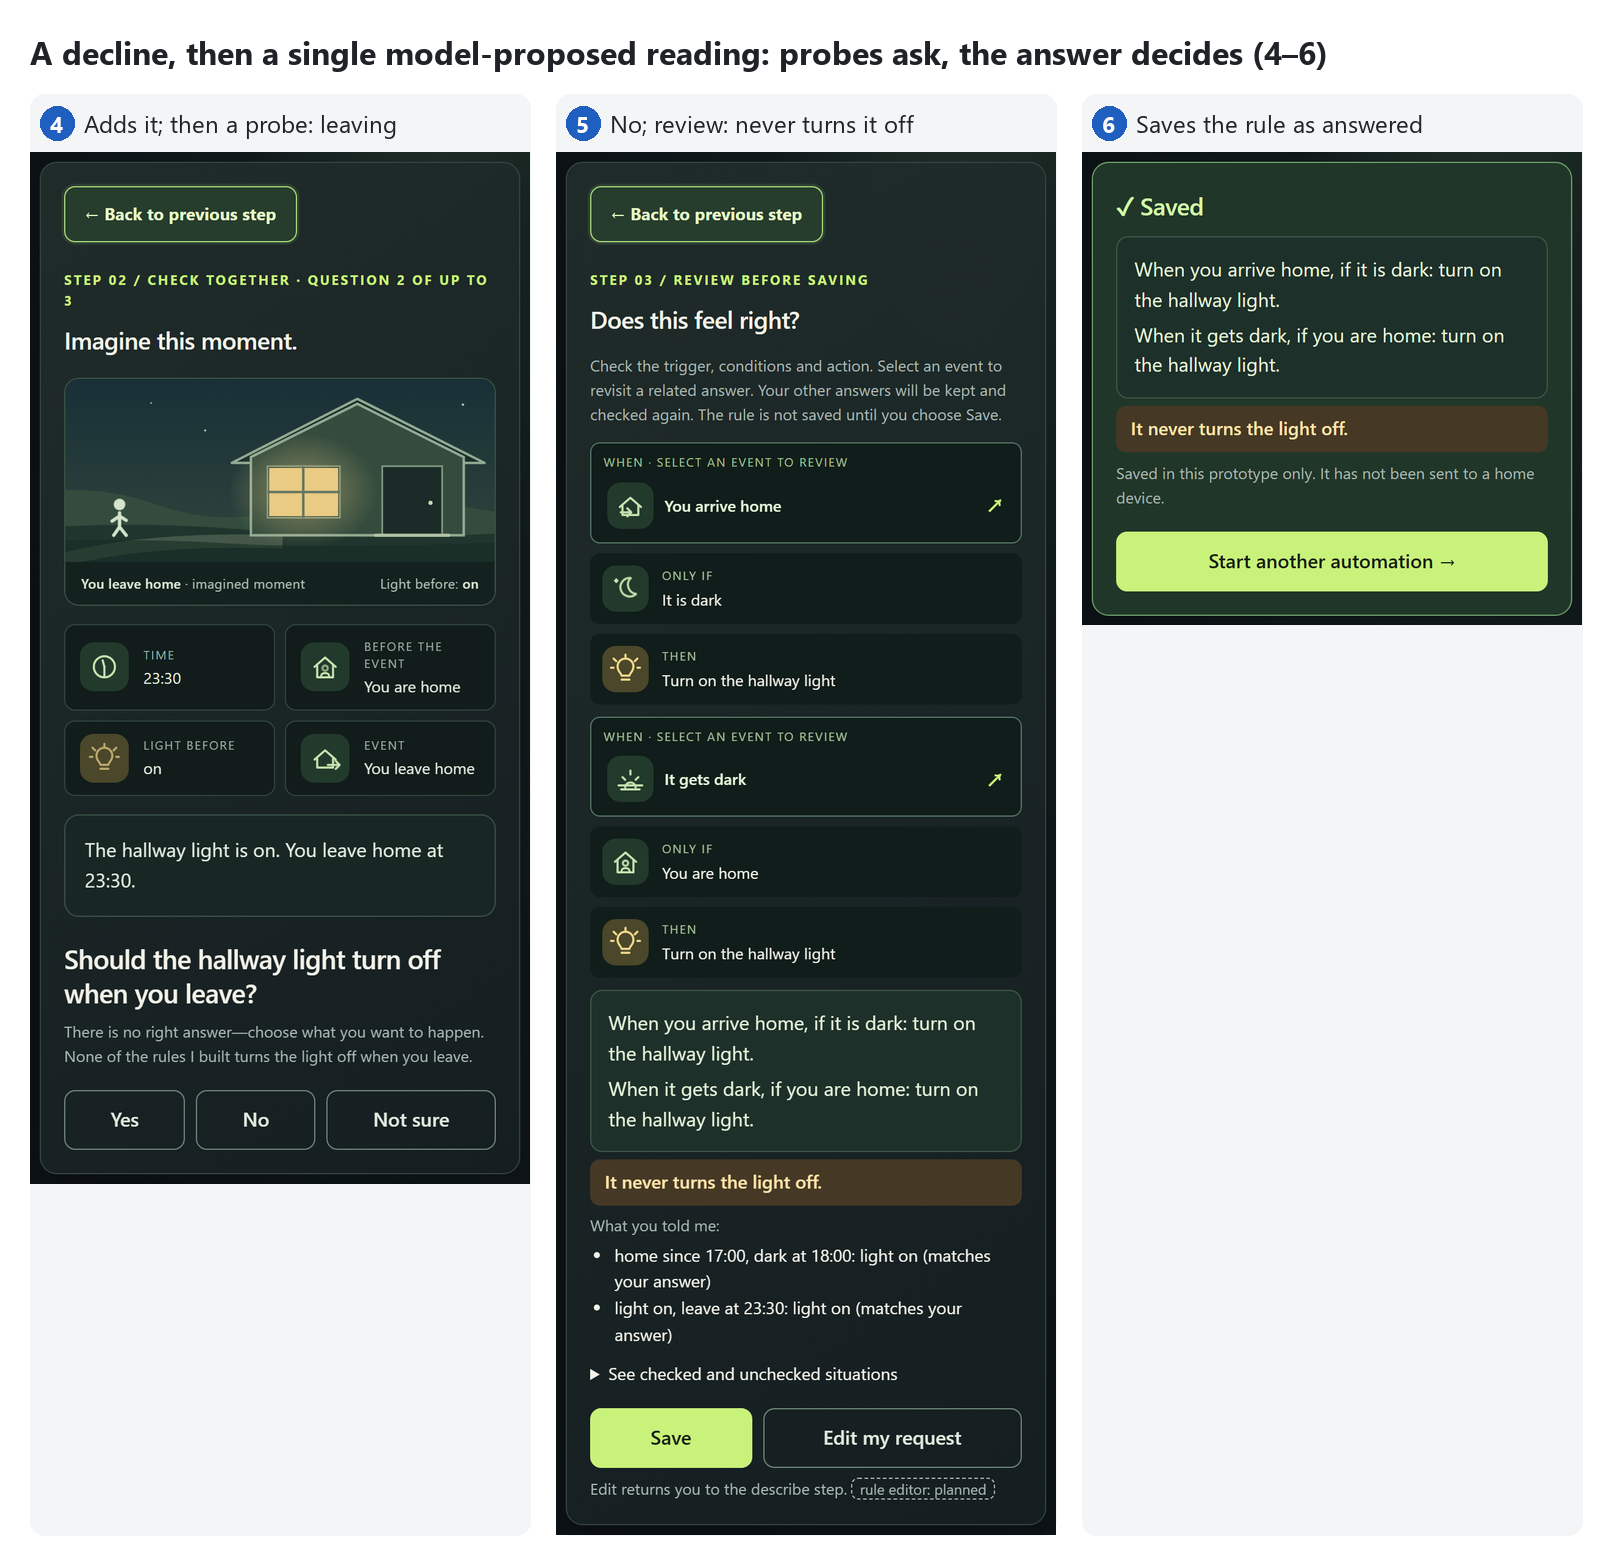 A decline, then a single model-proposed reading: probes ask, the answer decides (4–6)
4 Adds it; then a probe: leaving
← Back to previous step
STEP 02 / CHECK TOGETHER · QUESTION 2 OF UP TO
3
Imagine this moment.
You leave home · imagined moment
Light before: on
TIME
23:30
BEFORE THE
EVENT
You are home
LIGHT BEFORE
on
EVENT
You leave home
The hallway light is on. You leave home at
23:30.
Should the hallway light turn off
when you leave?
There is no right answer—choose what you want to happen.
None of the rules I built turns the light off when you leave.
Yes
No
Not sure
5 No; review: never turns it off
← Back to previous step
STEP 03 / REVIEW BEFORE SAVING
Does this feel right?
Check the trigger, conditions and action. Select an event to
revisit a related answer. Your other answers will be kept and
checked again. The rule is not saved until you choose Save.
WHEN · SELECT AN EVENT TO REVIEW
You arrive home ↗
ONLY IF
It is dark
THEN
Turn on the hallway light
WHEN · SELECT AN EVENT TO REVIEW
It gets dark ↗
ONLY IF
You are home
THEN
Turn on the hallway light
When you arrive home, if it is dark: turn on
the hallway light.
When it gets dark, if you are home: turn on
the hallway light.
It never turns the light off.
What you told me:
• home since 17:00, dark at 18:00: light on (matches
your answer)
• light on, leave at 23:30: light on (matches your
answer)
▶ See checked and unchecked situations
Save
Edit my request
Edit returns you to the describe step. rule editor: planned
6 Saves the rule as answered
✓ Saved
When you arrive home, if it is dark: turn on
the hallway light.
When it gets dark, if you are home: turn on
the hallway light.
It never turns the light off.
Saved in this prototype only. It has not been sent to a home
device.
Start another automation →